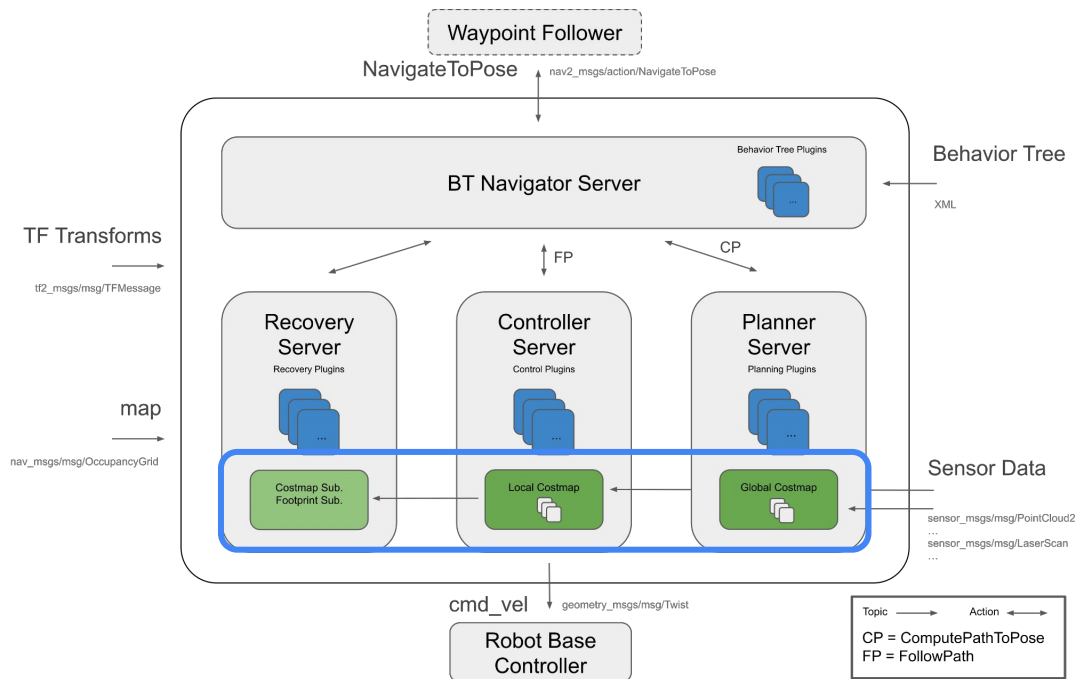 Waypoint Follower
NavigateToPose
nav2_msgs/action/NavigateToPose
Behavior Tree Plugins
BT Navigator Server
...
Behavior Tree
XML
TF Transforms
tf2_msgs/msg/TFMessage
FP
CP
Recovery
Server
Recovery Plugins
...
Controller
Server
Control Plugins
...
Planner
Server
Planning Plugins
...
map
nav_msgs/msg/OccupancyGrid
Costmap Sub.
Footprint Sub.
Local Costmap
Global Costmap
Sensor Data
sensor_msgs/msg/PointCloud2
...
sensor_msgs/msg/LaserScan
...
cmd_vel
geometry_msgs/msg/Twist
Robot Base
Controller
Topic
Action
CP = ComputePathToPose
FP = FollowPath